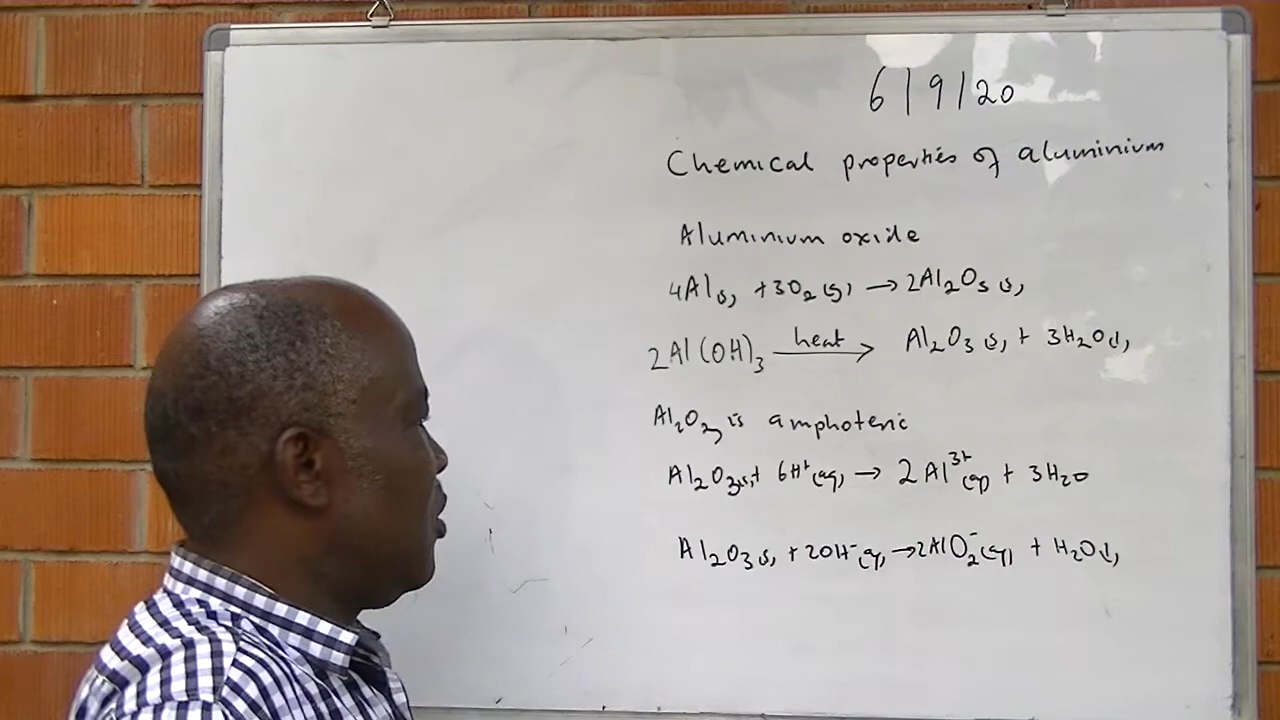 6/9/20
Chemical properties of aluminium
Aluminium oxide
4Al(s) + 3O₂(g) → 2Al₂O₃(s)
2Al(OH)₃ heat → Al₂O₃(s) + 3H₂O(l)
Al₂O₃ is amphoteric
Al₂O₃(s) + 6H⁺(aq) → 2Al³⁺(aq) + 3H₂O
Al₂O₃(s) + 2OH⁻(aq) → 2AlO₂⁻(aq) + H₂O(l)